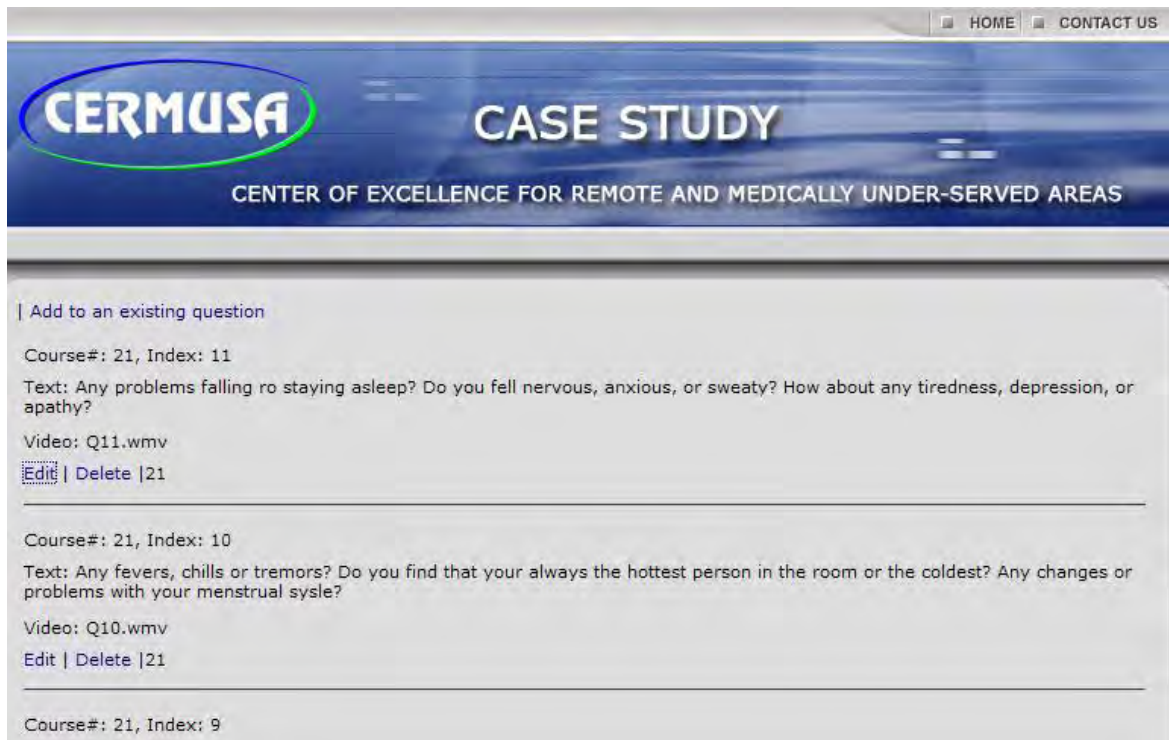 HOME CONTACT US
CERMUSA
CASE STUDY
CENTER OF EXCELLENCE FOR REMOTE AND MEDICALLY UNDER-SERVED AREAS
| Add to an existing question
Course#: 21, Index: 11
Text: Any problems falling ro staying asleep? Do you fell nervous, anxious, or sweaty? How about any tiredness, depression, or
apathy?
Video: Q11.wmv
Edit | Delete |21
Course#: 21, Index: 10
Text: Any fevers, chills or tremors? Do you find that your always the hottest person in the room or the coldest? Any changes or
problems with your menstrual sysle?
Video: Q10.wmv
Edit | Delete |21
Course#: 21, Index: 9